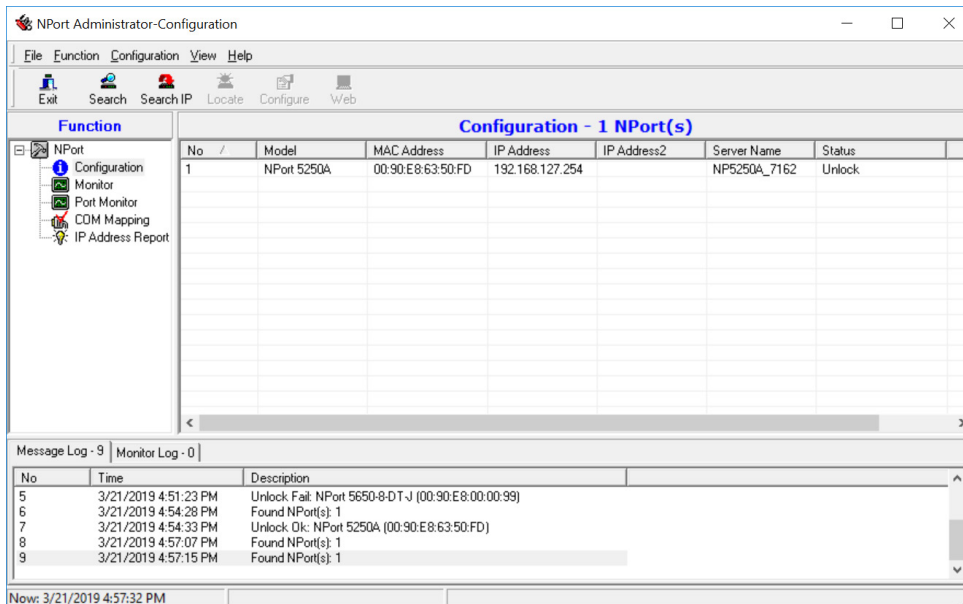 NPort Administrator-Configuration
File Function Configuration View Help
Exit Search Search IP Locate Configure Web
Function
Configuration - 1 NPort(s)
NPort
Configuration
Monitor
Port Monitor
COM Mapping
IP Address Report
No Model MAC Address IP Address IP Address2 Server Name Status
1 NPort 5250A 00:90:E8:63:50:FD 192.168.127.254 NP5250A_7162 Unlock
Message Log - 9 Monitor Log - 0
No Time Description
5 3/21/2019 4:51:23 PM Unlock Fail: NPort 5650-8-DT-J (00:90:E8:00:00:99)
6 3/21/2019 4:54:28 PM Found NPort(s): 1
7 3/21/2019 4:54:33 PM Unlock Ok: NPort 5250A (00:90:E8:63:50:FD)
8 3/21/2019 4:57:07 PM Found NPort(s): 1
9 3/21/2019 4:57:15 PM Found NPort(s): 1
Now: 3/21/2019 4:57:32 PM